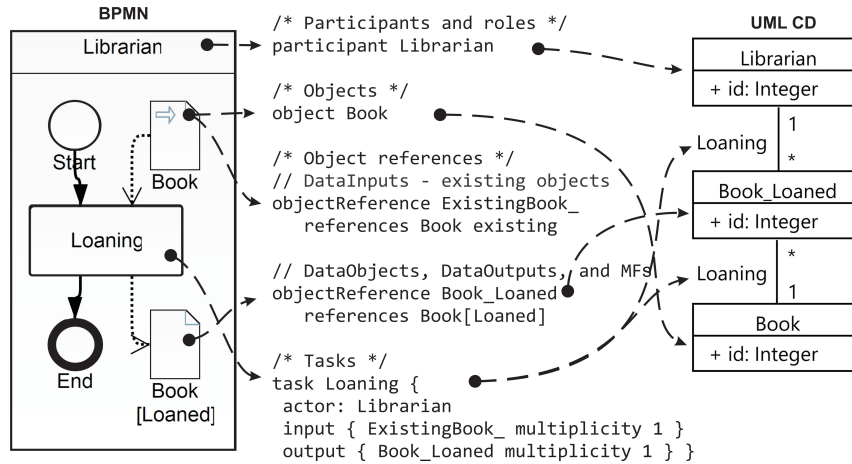 BPMN
Librarian
Start
Book
Loaning
End
Book
[Loaned]
/* Participants and roles */
participant Librarian
/* Objects */
object Book
/* Object references */
// DataInputs - existing objects
objectReference ExistingBook_
references Book existing
// DataObjects, DataOutputs, and MFs
objectReference Book_Loaned
references Book[Loaned]
/* Tasks */
task Loaning {
actor: Librarian
input { ExistingBook_ multiplicity 1 }
output { Book_Loaned multiplicity 1 } }
UML CD
Librarian
+ id: Integer
1
Loaning
*
Book_Loaned
+ id: Integer
*
Loaning
1
Book
+ id: Integer